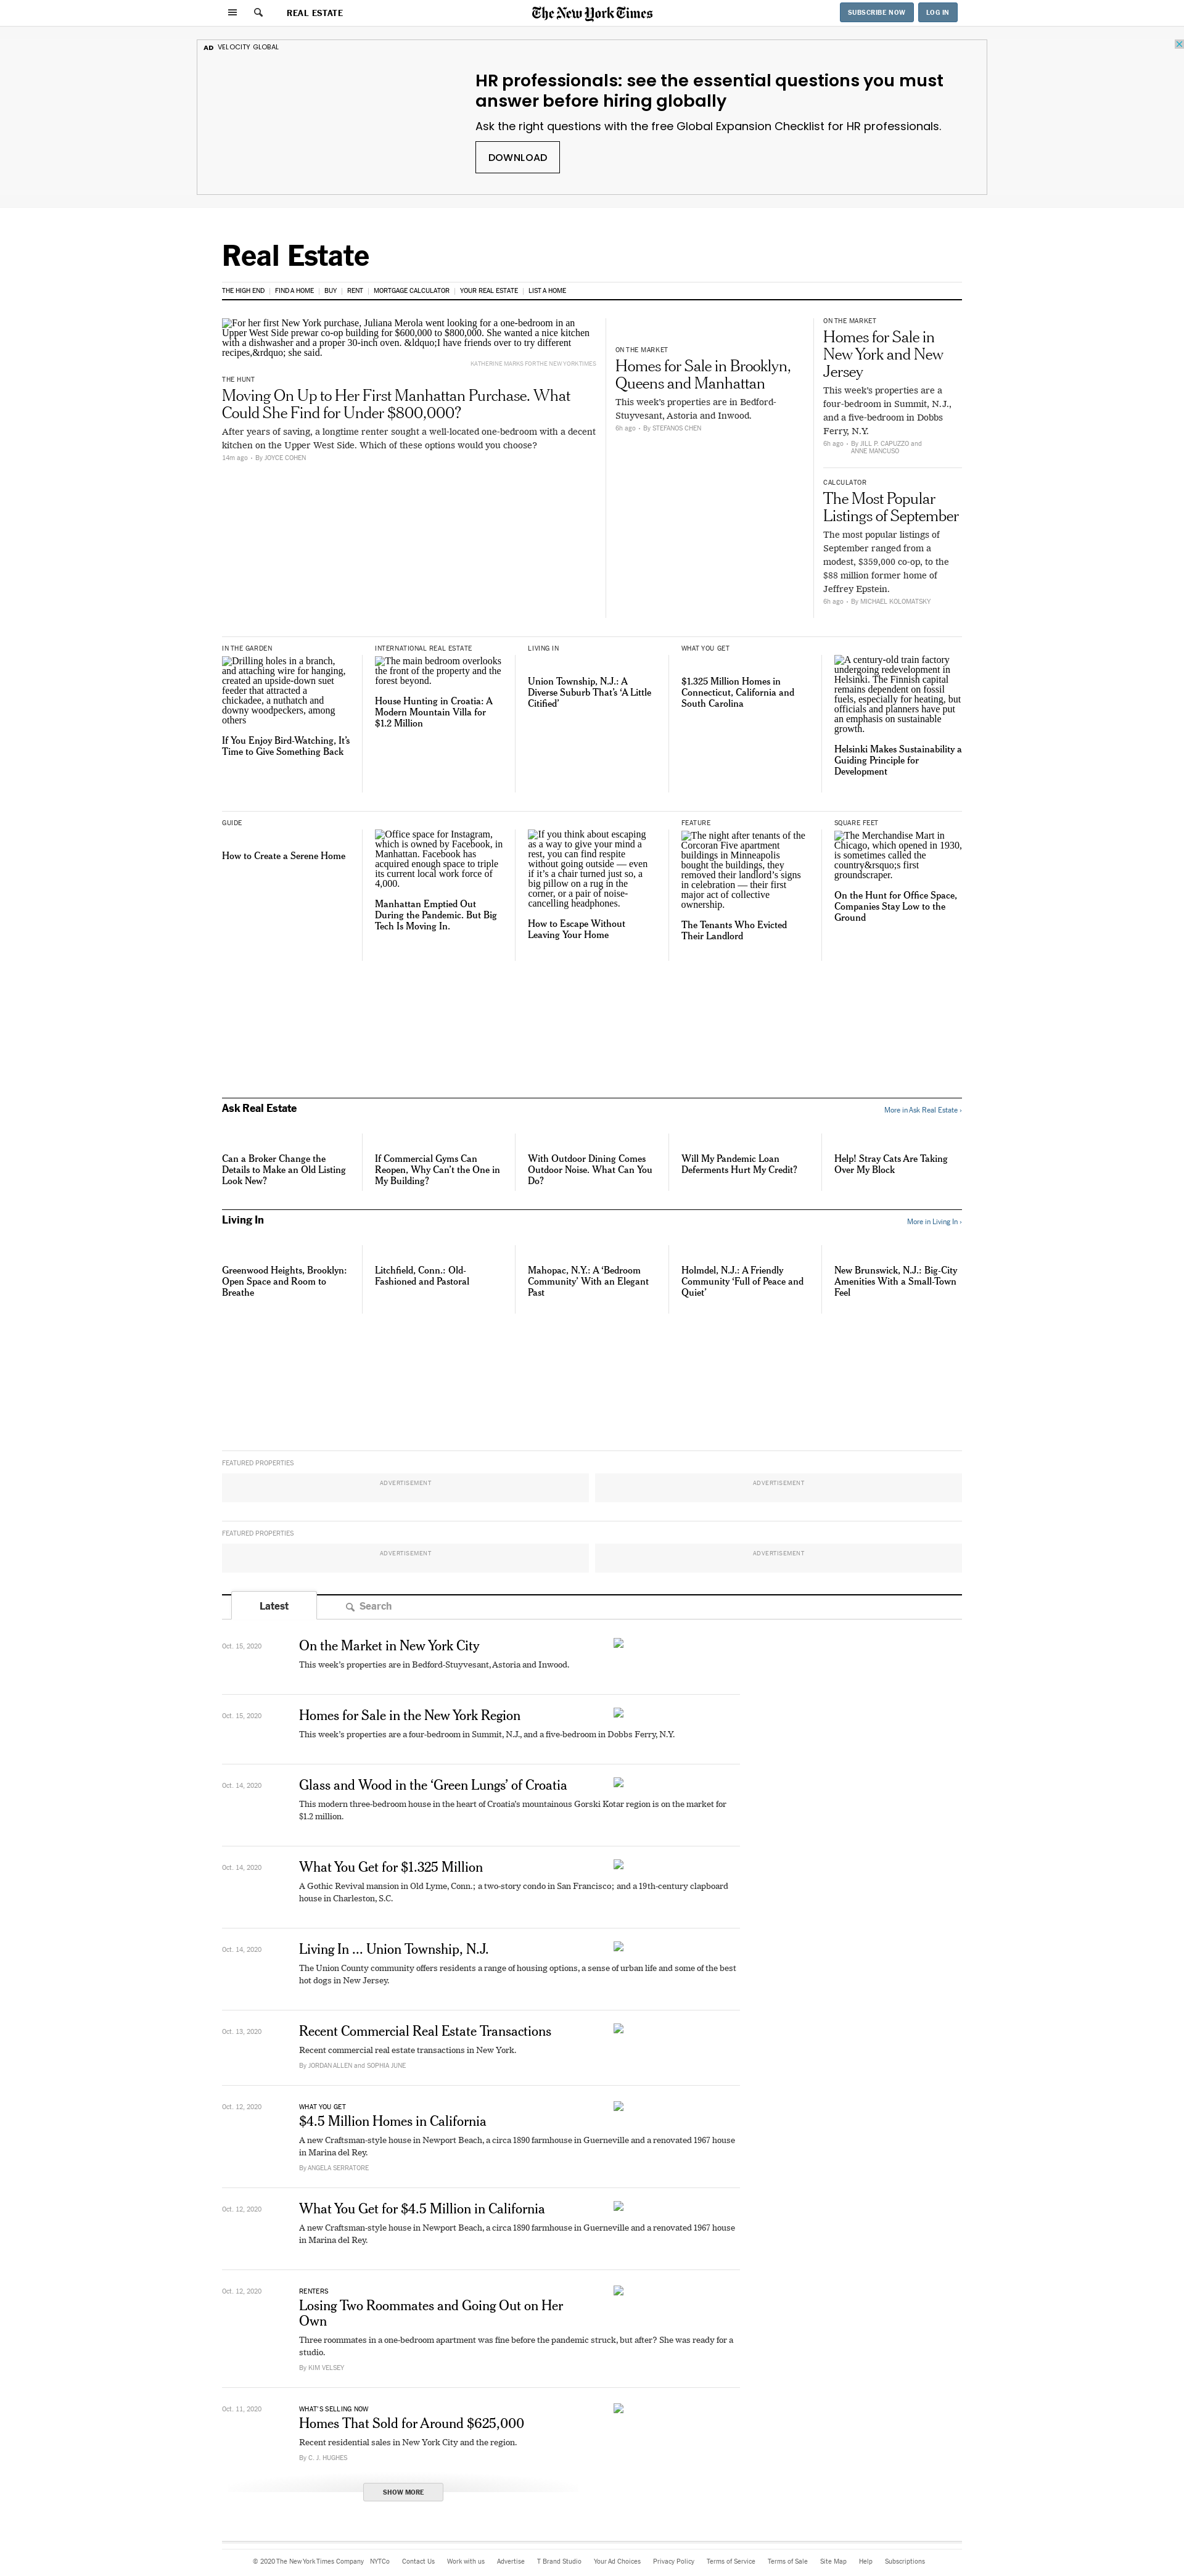 REAL ESTATE
The New York Times
SUBSCRIBE NOW
LOG IN
AD VELOCITY GLOBAL
HR professionals: see the essential questions you must
answer before hiring globally
Ask the right questions with the free Global Expansion Checklist for HR professionals.
DOWNLOAD
Real Estate
THE HIGH END | FIND A HOME | BUY | RENT | MORTGAGE CALCULATOR | YOUR REAL ESTATE | LIST A HOME
For her first New York purchase, Juliana Merola went looking for a one-bedroom in an
Upper West Side prewar co-op building for $600,000 to $800,000. She wanted a nice kitchen
with a dishwasher and a proper 30-inch oven. &ldquo;I have friends over to try different
recipes,&rdquo; she said.
KATHERINE MARKS FOR THE NEW YORK TIMES
THE HUNT
Moving On Up to Her First Manhattan Purchase. What
Could She Find for Under $800,000?
After years of saving, a longtime renter sought a well-located one-bedroom with a decent
kitchen on the Upper West Side. Which of these options would you choose?
14m ago · By JOYCE COHEN
ON THE MARKET
Homes for Sale in Brooklyn,
Queens and Manhattan
This week's properties are in Bedford-
Stuyvesant, Astoria and Inwood.
6h ago · By STEFANOS CHEN
ON THE MARKET
Homes for Sale in
New York and New
Jersey
This week's properties are a
four-bedroom in Summit, N.J.,
and a five-bedroom in Dobbs
Ferry, N.Y.
6h ago · By JILL P. CAPUZZO and
ANNE MANCUSO
CALCULATOR
The Most Popular
Listings of September
The most popular listings of
September ranged from a
modest, $359,000 co-op, to the
$88 million former home of
Jeffrey Epstein.
6h ago · By MICHAEL KOLOMATSKY
IN THE GARDEN
Drilling holes in a branch,
and attaching wire for hanging,
created an upside-down suet
feeder that attracted a
chickadee, a nuthatch and
downy woodpeckers, among
others
If You Enjoy Bird-Watching, It's
Time to Give Something Back
INTERNATIONAL REAL ESTATE
The main bedroom overlooks
the front of the property and the
forest beyond.
House Hunting in Croatia: A
Modern Mountain Villa for
$1.2 Million
LIVING IN
Union Township, N.J.: A
Diverse Suburb That's 'A Little
Citified'
WHAT YOU GET
$1.325 Million Homes in
Connecticut, California and
South Carolina
A century-old train factory
undergoing redevelopment in
Helsinki. The Finnish capital
remains dependent on fossil
fuels, especially for heating, but
officials and planners have put
an emphasis on sustainable
growth.
Helsinki Makes Sustainability a
Guiding Principle for
Development
GUIDE
How to Create a Serene Home
Office space for Instagram,
which is owned by Facebook, in
Manhattan. Facebook has
acquired enough space to triple
its current local work force of
4,000.
Manhattan Emptied Out
During the Pandemic. But Big
Tech Is Moving In.
If you think about escaping
as a way to give your mind a
rest, you can find respite
without going outside — even
if it's a chair turned just so, a
big pillow on a rug in the
corner, or a pair of noise-
cancelling headphones.
How to Escape Without
Leaving Your Home
FEATURE
The night after tenants of the
Corcoran Five apartment
buildings in Minneapolis
bought the buildings, they
removed their landlord's signs
in celebration — their first
major act of collective
ownership.
The Tenants Who Evicted
Their Landlord
SQUARE FEET
The Merchandise Mart in
Chicago, which opened in 1930,
is sometimes called the
country&rsquo;s first
groundscraper.
On the Hunt for Office Space,
Companies Stay Low to the
Ground
Ask Real Estate
More in Ask Real Estate ›
Can a Broker Change the
Details to Make an Old Listing
Look New?
If Commercial Gyms Can
Reopen, Why Can't the One in
My Building?
With Outdoor Dining Comes
Outdoor Noise. What Can You
Do?
Will My Pandemic Loan
Deferments Hurt My Credit?
Help! Stray Cats Are Taking
Over My Block
Living In
More in Living In ›
Greenwood Heights, Brooklyn:
Open Space and Room to
Breathe
Litchfield, Conn.: Old-
Fashioned and Pastoral
Mahopac, N.Y.: A 'Bedroom
Community' With an Elegant
Past
Holmdel, N.J.: A Friendly
Community 'Full of Peace and
Quiet'
New Brunswick, N.J.: Big-City
Amenities With a Small-Town
Feel
FEATURED PROPERTIES
ADVERTISEMENT
ADVERTISEMENT
FEATURED PROPERTIES
ADVERTISEMENT
ADVERTISEMENT
Latest
Search
Oct. 15, 2020
On the Market in New York City
This week's properties are in Bedford-Stuyvesant, Astoria and Inwood.
Oct. 15, 2020
Homes for Sale in the New York Region
This week's properties are a four-bedroom in Summit, N.J., and a five-bedroom in Dobbs Ferry, N.Y.
Oct. 14, 2020
Glass and Wood in the 'Green Lungs' of Croatia
This modern three-bedroom house in the heart of Croatia's mountainous Gorski Kotar region is on the market for
$1.2 million.
Oct. 14, 2020
What You Get for $1.325 Million
A Gothic Revival mansion in Old Lyme, Conn.; a two-story condo in San Francisco; and a 19th-century clapboard
house in Charleston, S.C.
Oct. 14, 2020
Living In ... Union Township, N.J.
The Union County community offers residents a range of housing options, a sense of urban life and some of the best
hot dogs in New Jersey.
Oct. 13, 2020
Recent Commercial Real Estate Transactions
Recent commercial real estate transactions in New York.
By JORDAN ALLEN and SOPHIA JUNE
Oct. 12, 2020
WHAT YOU GET
$4.5 Million Homes in California
A new Craftsman-style house in Newport Beach, a circa 1890 farmhouse in Guerneville and a renovated 1967 house
in Marina del Rey.
By ANGELA SERRATORE
Oct. 12, 2020
What You Get for $4.5 Million in California
A new Craftsman-style house in Newport Beach, a circa 1890 farmhouse in Guerneville and a renovated 1967 house
in Marina del Rey.
Oct. 12, 2020
RENTERS
Losing Two Roommates and Going Out on Her
Own
Three roommates in a one-bedroom apartment was fine before the pandemic struck, but after? She was ready for a
studio.
By KIM VELSEY
Oct. 11, 2020
WHAT'S SELLING NOW
Homes That Sold for Around $625,000
Recent residential sales in New York City and the region.
By C. J. HUGHES
SHOW MORE
© 2020 The New York Times Company NYTCo Contact Us Work with us Advertise T Brand Studio Your Ad Choices Privacy Policy Terms of Service Terms of Sale Site Map Help Subscriptions